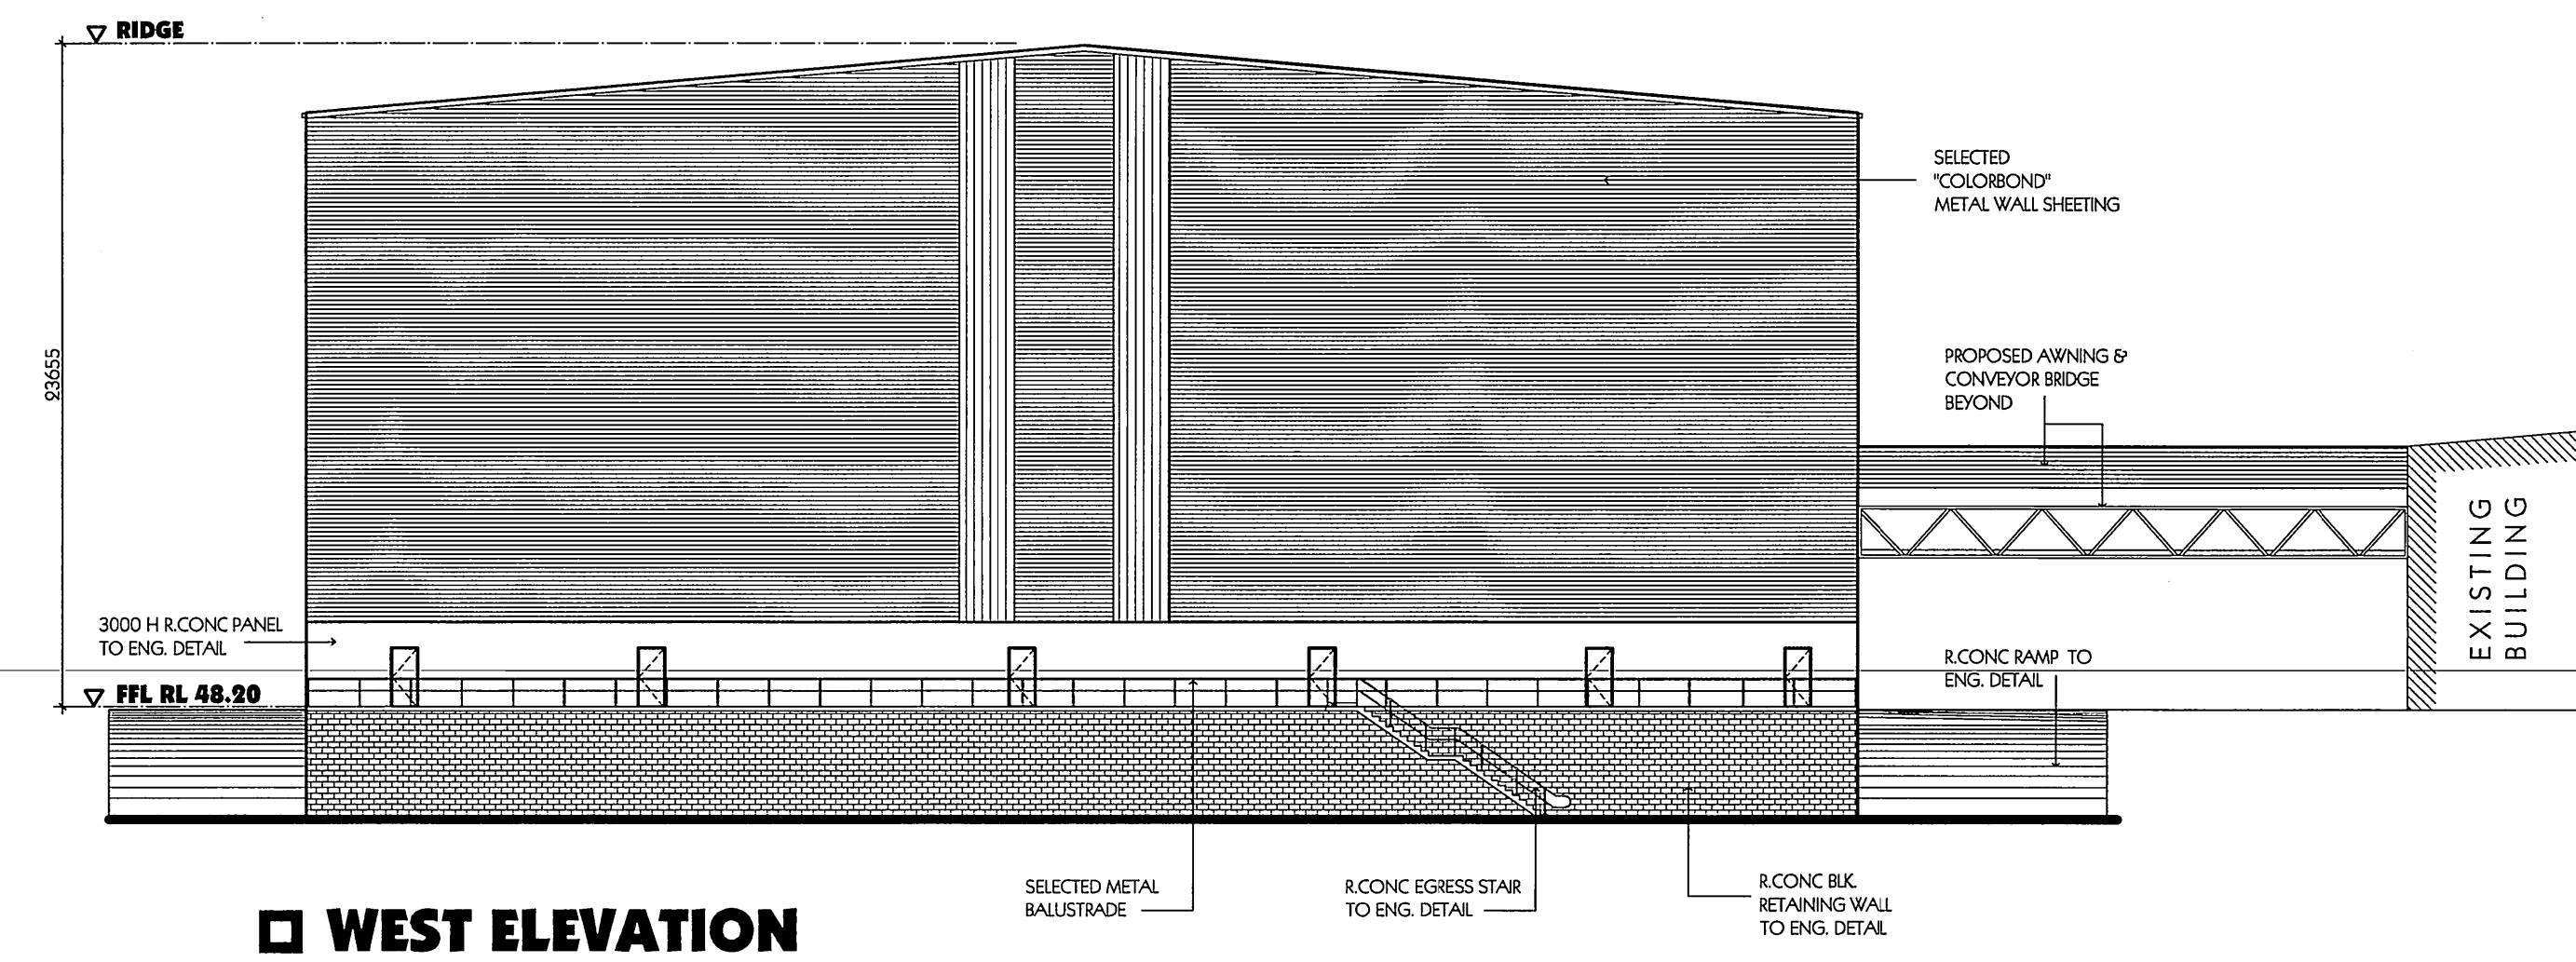 RIDGE
SELECTED
"COLORBOND"
METAL WALL SHEETING
23655
PROPOSED AWNING &
CONVEYOR BRIDGE
BEYOND
EXISTING
BUILDING
3000 H R.CONC PANEL
TO ENG. DETAIL
R.CONC RAMP TO
ENG. DETAIL
FFL RL 48.20
SELECTED METAL
BALUSTRADE
R.CONC EGRESS STAIR
TO ENG. DETAIL
R.CONC BLK.
RETAINING WALL
TO ENG. DETAIL
WEST ELEVATION